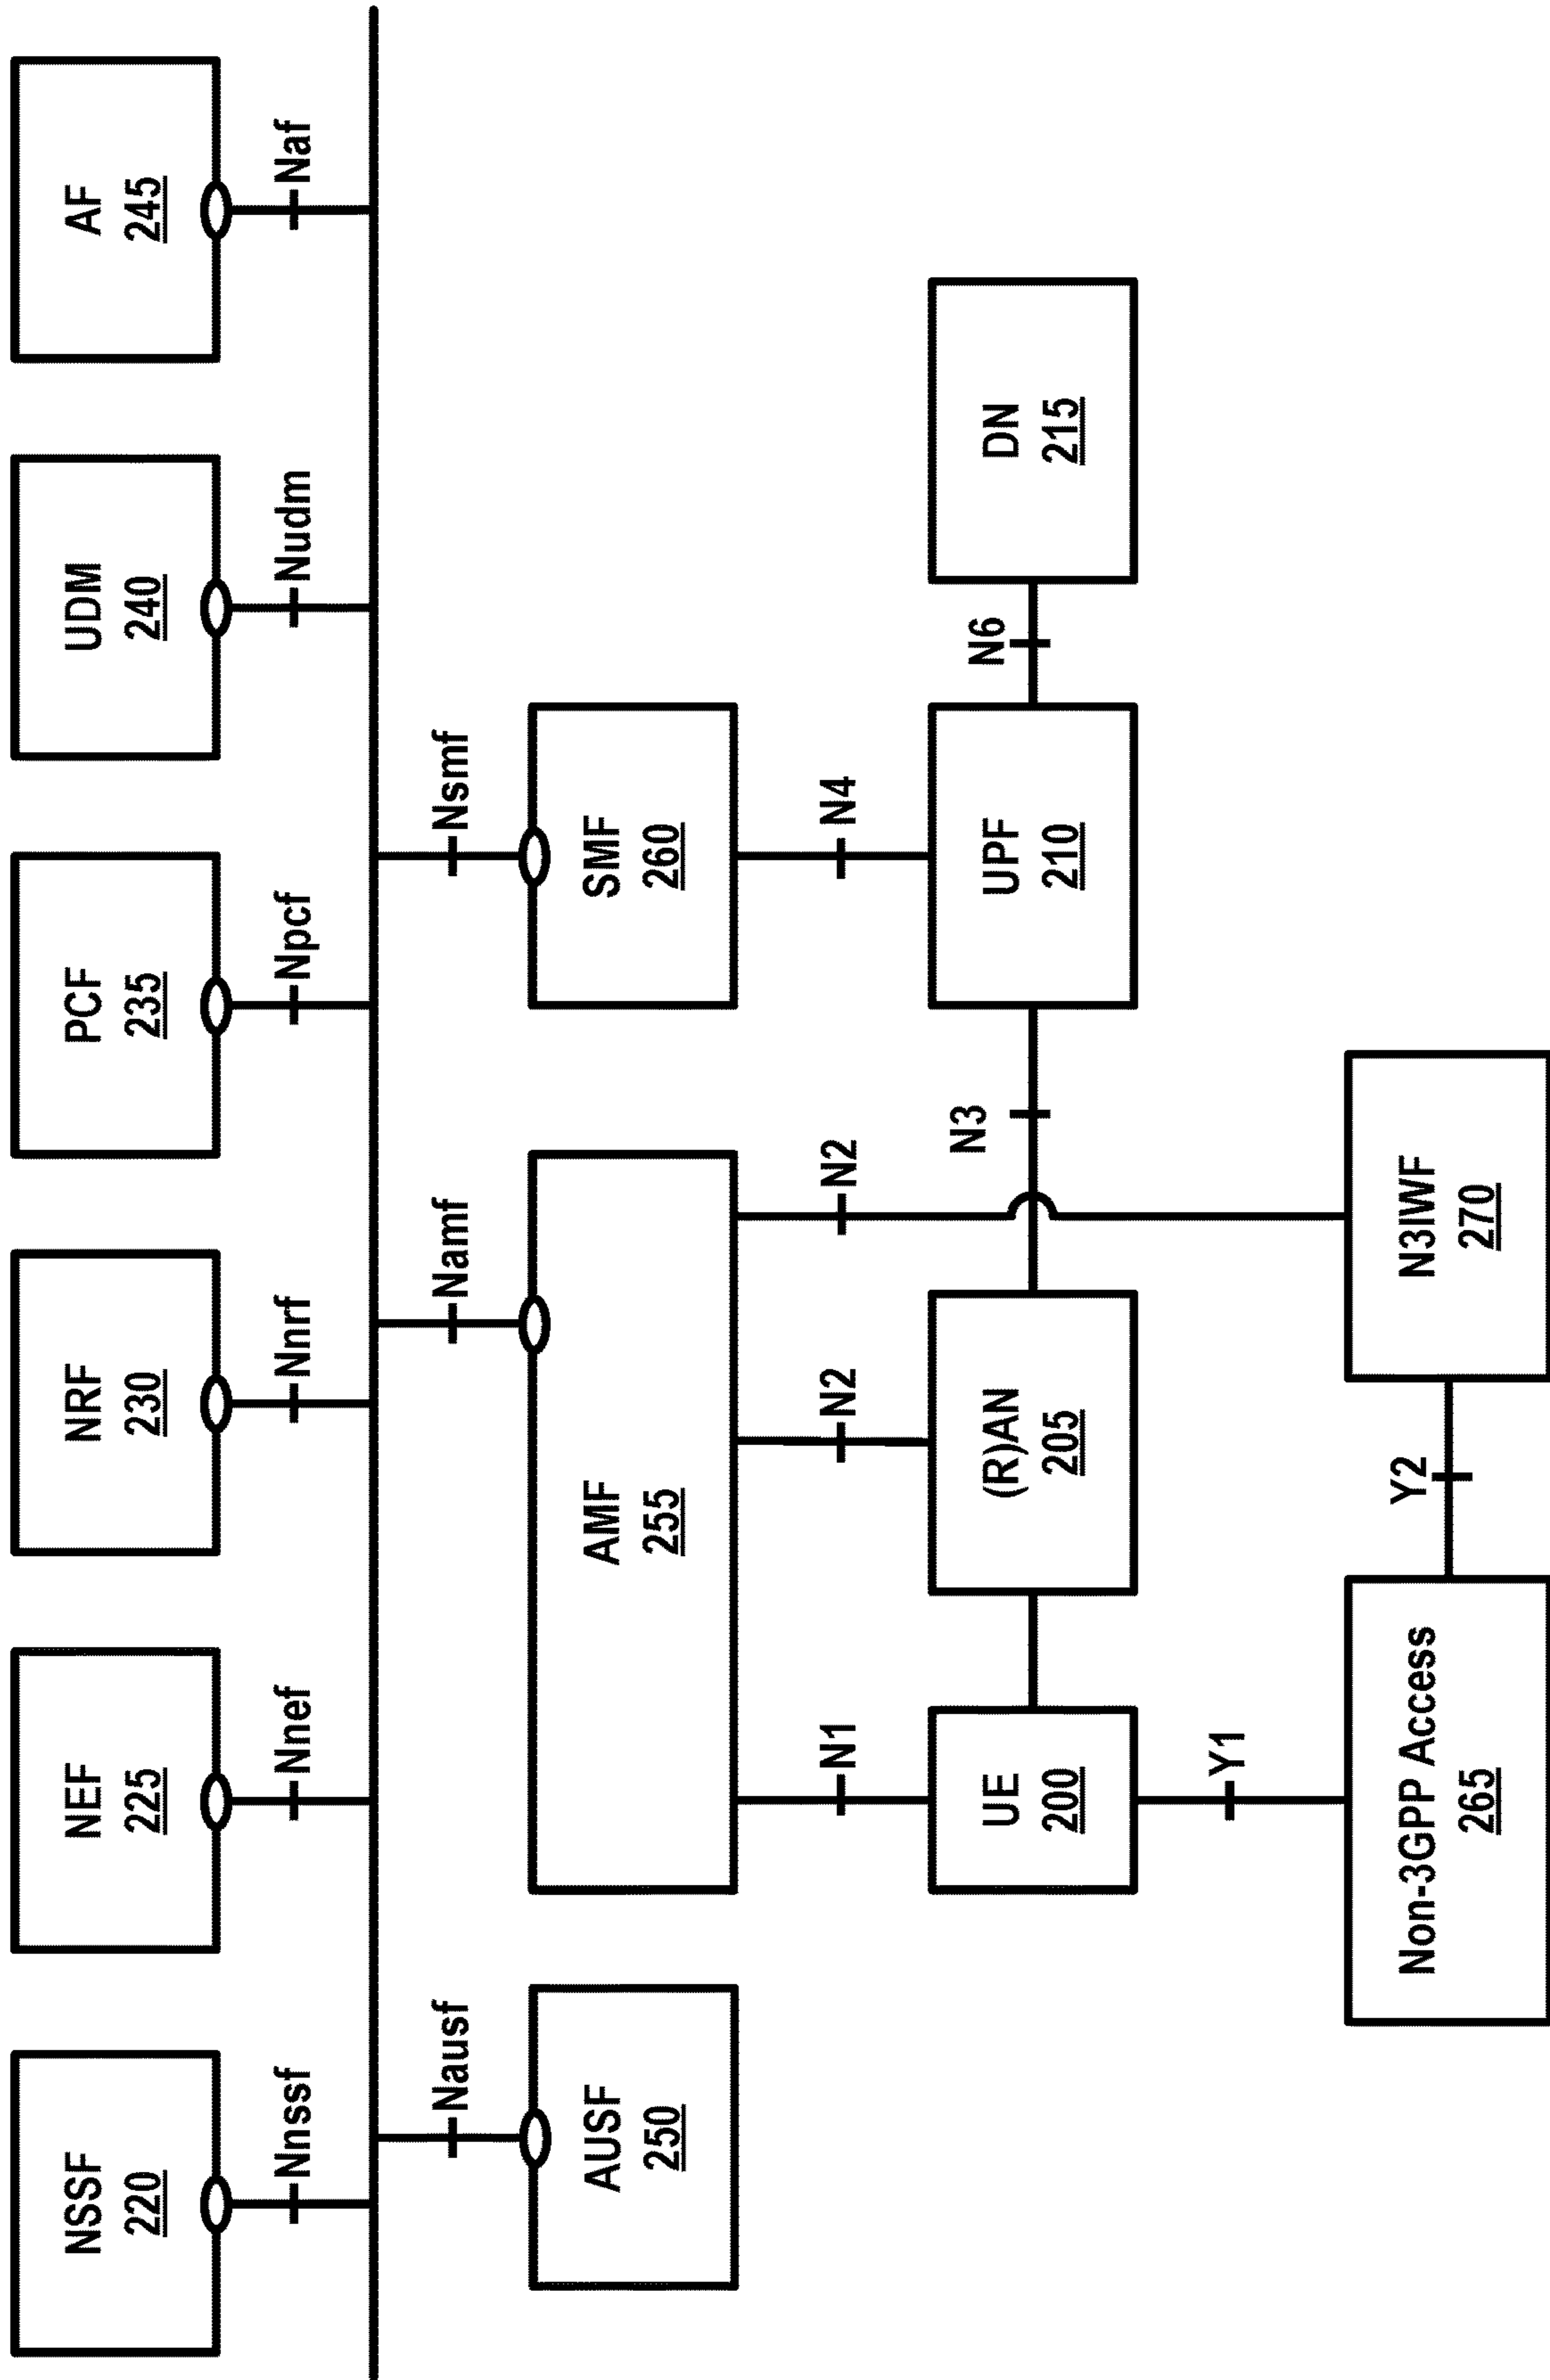 NSSF
220
NEF
225
NRF
230
PCF
235
UDM
240
AF
245
Nnssf
Nnef
Nnrf
Npcf
Nudm
Naf
Nausf
Namf
Nsmf
AUSF
250
AMF
255
SMF
260
N1
N2
N2
N4
UE
200
(R)AN
205
N3
UPF
210
N6
DN
215
Y1
Non-3GPP Access
265
Y2
N3IWF
270